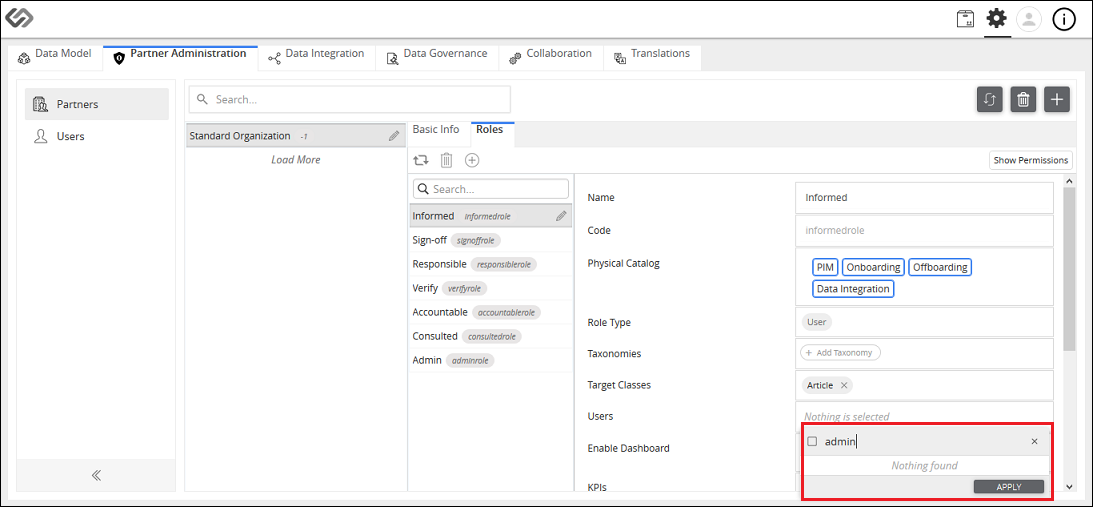 Data Model
Partner Administration
Data Integration
Data Governance
Collaboration
Translations
Partners
Users
Search...
Standard Organization -1
Load More
Basic Info
Roles
Show Permissions
Search...
Informed informedrole
Sign-off signoffrole
Responsible responsiblerole
Verify verifyrole
Accountable accountablerole
Consulted consultedrole
Admin adminrole
Name
Informed
Code
informedrole
Physical Catalog
PIM Onboarding Offboarding
Data Integration
Role Type
User
Taxonomies
+ Add Taxonomy
Target Classes
Article ×
Users
Nothing is selected
admin ×
Enable Dashboard
Nothing found
KPIs
APPLY